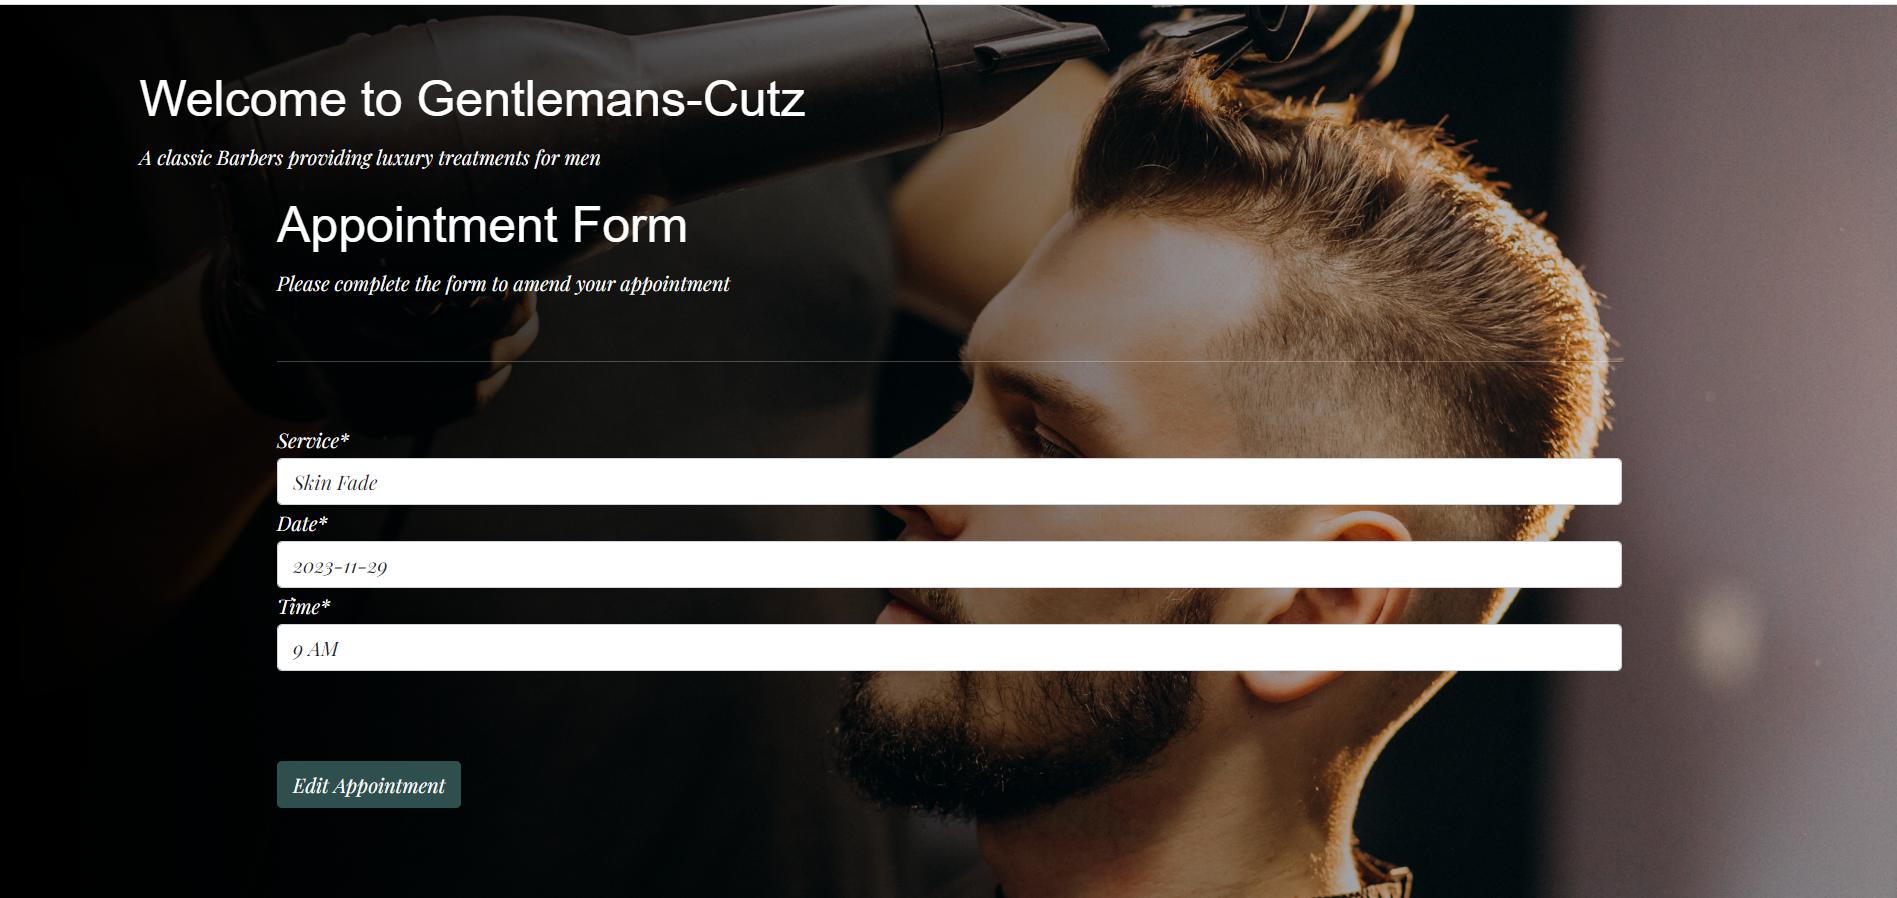 Welcome to Gentlemans-Cutz
A classic Barbers providing luxury treatments for men
Appointment Form
Please complete the form to amend your appointment
Service*
Skin Fade
Date*
2023-11-29
Time*
9 AM
Edit Appointment